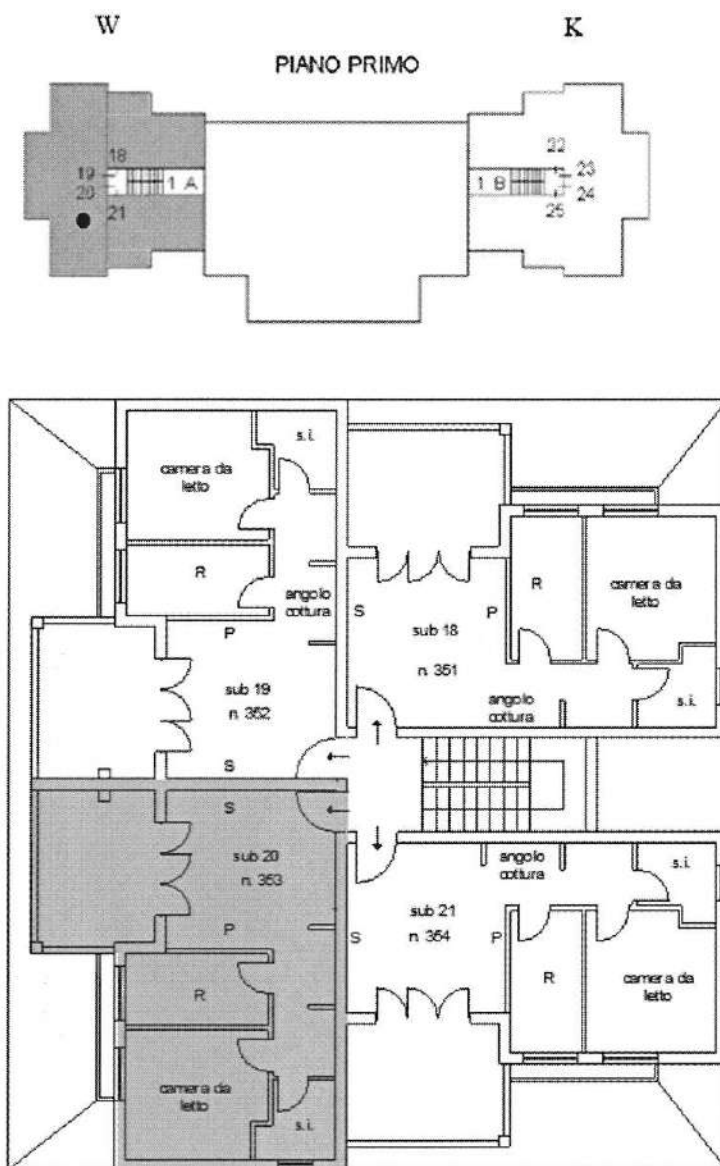 W K
PIANO PRIMO
18
19
20
21
1 A
1 B
22
23
24
25
s.i.
camera da
letto
R
angolo
cottura
P
sub 19
n. 352
S
S
sub 18
n. 351
P
R
camera da
letto
angolo
cottura
s.i.
S
sub 20
n. 353
P
R
camera da
letto
s.i.
angolo
cottura
s.i.
S
sub 21
n. 354
P
R
camera da
letto